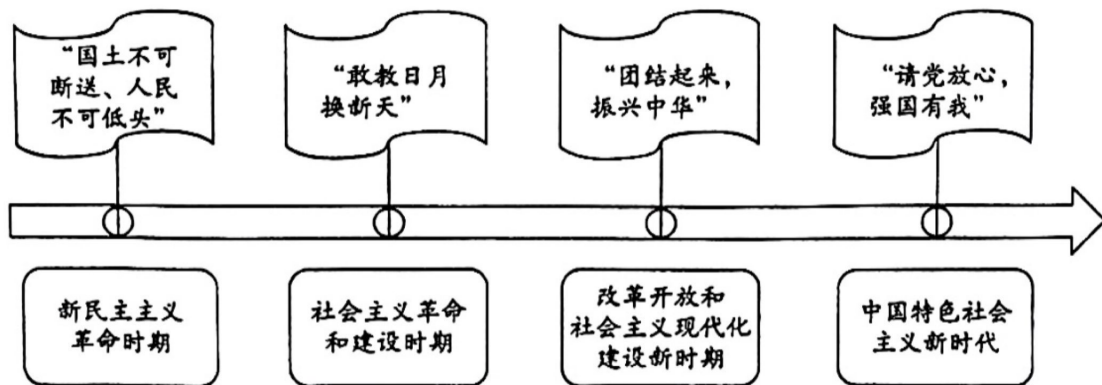 “国土不可
断送、人民
不可低头”
“敢教日月
换新天”
“团结起来,
振兴中华”
“请党放心,
强国有我”
新民主主义
革命时期
社会主义革命
和建设时期
改革开放和
社会主义现代化
建设新时期
中国特色社会
主义新时代